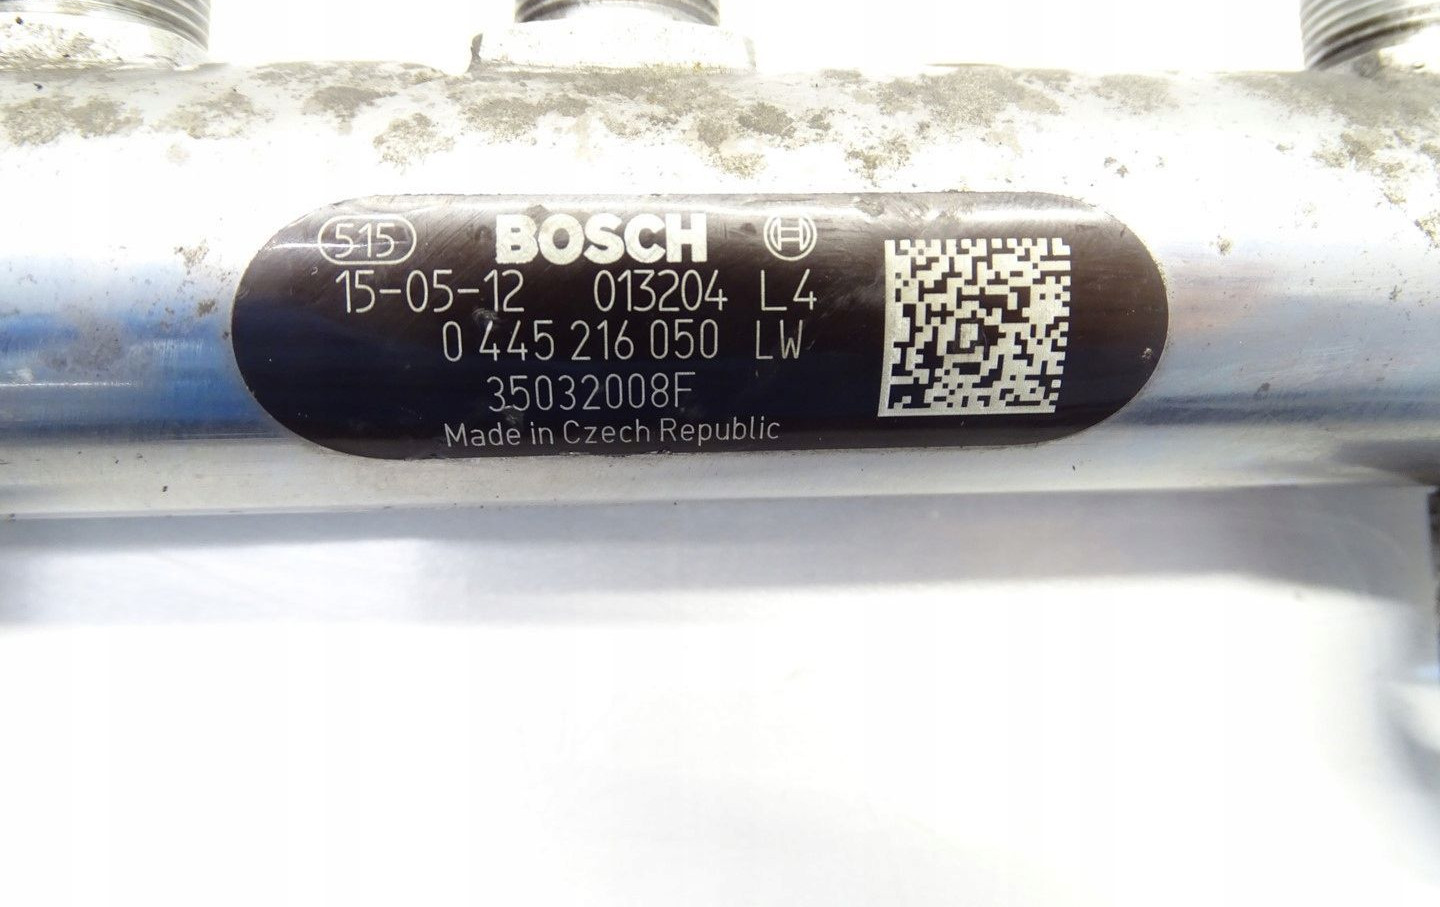 515 BOSCH
15-05-12 013204 L4
0 445 216 050 LW
35032008F
Made in Czech Republic